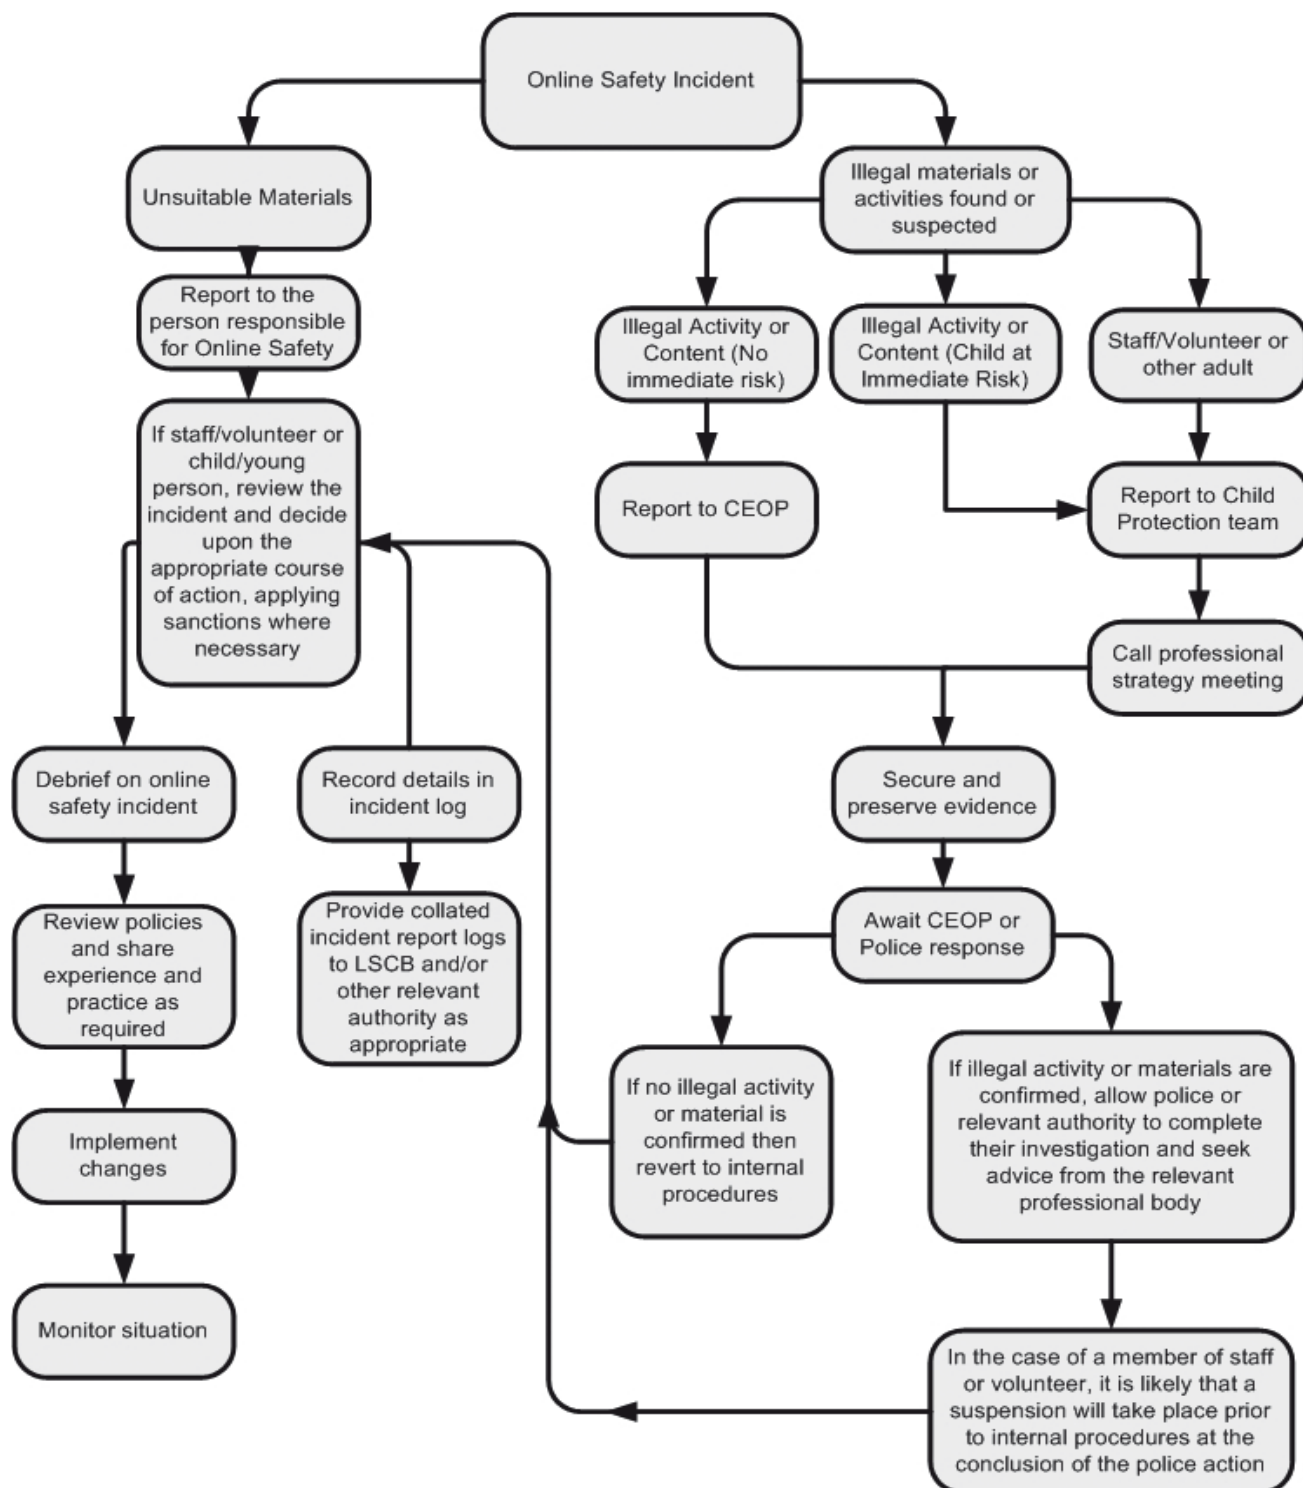 Online Safety Incident
Unsuitable Materials
Report to the
person responsible
for Online Safety
If staff/volunteer or
child/young
person, review the
incident and decide
upon the
appropriate course
of action, applying
sanctions where
necessary
Debrief on online
safety incident
Review policies
and share
experience and
practice as
required
Implement
changes
Monitor situation
Record details in
incident log
Provide collated
incident report logs
to LSCB and/or
other relevant
authority as
appropriate
Illegal materials or
activities found or
suspected
Illegal Activity or
Content (No
immediate risk)
Illegal Activity or
Content (Child at
Immediate Risk)
Staff/Volunteer or
other adult
Report to CEOP
Report to Child
Protection team
Call professional
strategy meeting
Secure and
preserve evidence
Await CEOP or
Police response
If no illegal activity
or material is
confirmed then
revert to internal
procedures
If illegal activity or materials are
confirmed, allow police or
relevant authority to complete
their investigation and seek
advice from the relevant
professional body
In the case of a member of staff
or volunteer, it is likely that a
suspension will take place prior
to internal procedures at the
conclusion of the police action